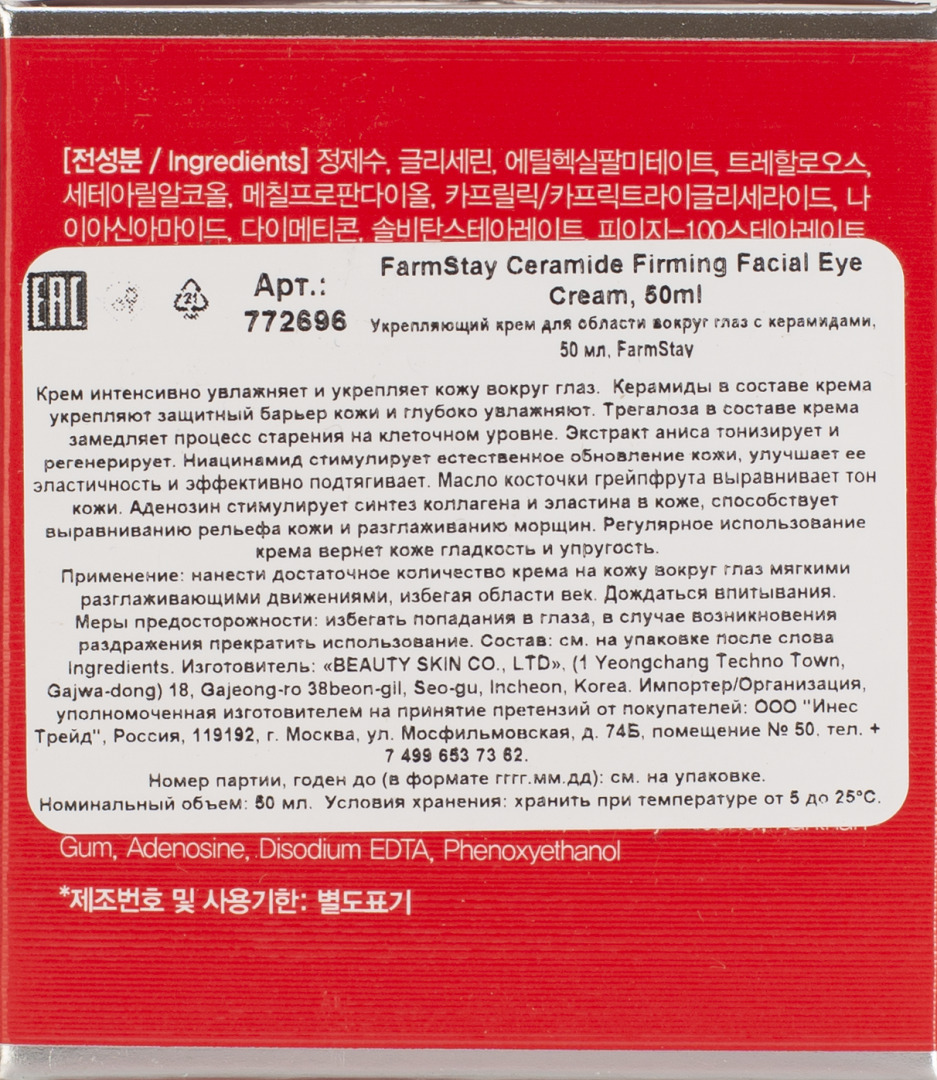 [전성분 / Ingredients] 정제수, 글리세린, 에틸헥실팔미테이트, 트레할로오스,
세테아릴알코올, 메칠프로판다이올, 카프릴릭/카프릭트라이글리세라이드, 나
이아신아마이드, 다이메티콘, 솔비탄스테아레이트, 피이지-100스테아레이트
EAC
21
Арт.:
772696
FarmStay Ceramide Firming Facial Eye
Cream, 50ml
Укрепляющий крем для области вокруг глаз с керамидами,
50 мл, FarmStay
Крем интенсивно увлажняет и укрепляет кожу вокруг глаз. Керамиды в составе крема
укрепляют защитный барьер кожи и глубоко увлажняют. Трегалоза в составе крема
замедляет процесс старения на клеточном уровне. Экстракт аниса тонизирует и
регенерирует. Ниацинамид стимулирует естественное обновление кожи, улучшает ее
эластичность и эффективно подтягивает. Масло косточки грейпфрута выравнивает тон
кожи. Аденозин стимулирует синтез коллагена и эластина в коже, способствует
выравниванию рельефа кожи и разглаживанию морщин. Регулярное использование
крема вернет коже гладкость и упругость.
Применение: нанести достаточное количество крема на кожу вокруг глаз мягкими
разглаживающими движениями, избегая области век. Дождаться впитывания.
Меры предосторожности: избегать попадания в глаза, в случае возникновения
раздражения прекратить использование. Состав: см. на упаковке после слова
Ingredients. Изготовитель: «BEAUTY SKIN CO., LTD», (1 Yeongchang Techno Town,
Gajwa-dong) 18, Gajeong-ro 38beon-gil, Seo-gu, Incheon, Korea. Импортер/Организация,
уполномоченная изготовителем на принятие претензий от покупателей: ООО "Инес
Трейд", Россия, 119192, г. Москва, ул. Мосфильмовская, д. 74Б, помещение № 50, тел. +
7 499 653 73 62.
Номер партии, годен до (в формате гггг.мм.дд): см. на упаковке.
Номинальный объем: 50 мл. Условия хранения: хранить при температуре от 5 до 25°C.
Gum, Adenosine, Disodium EDTA, Phenoxyethanol
*제조번호 및 사용기한: 별도표기